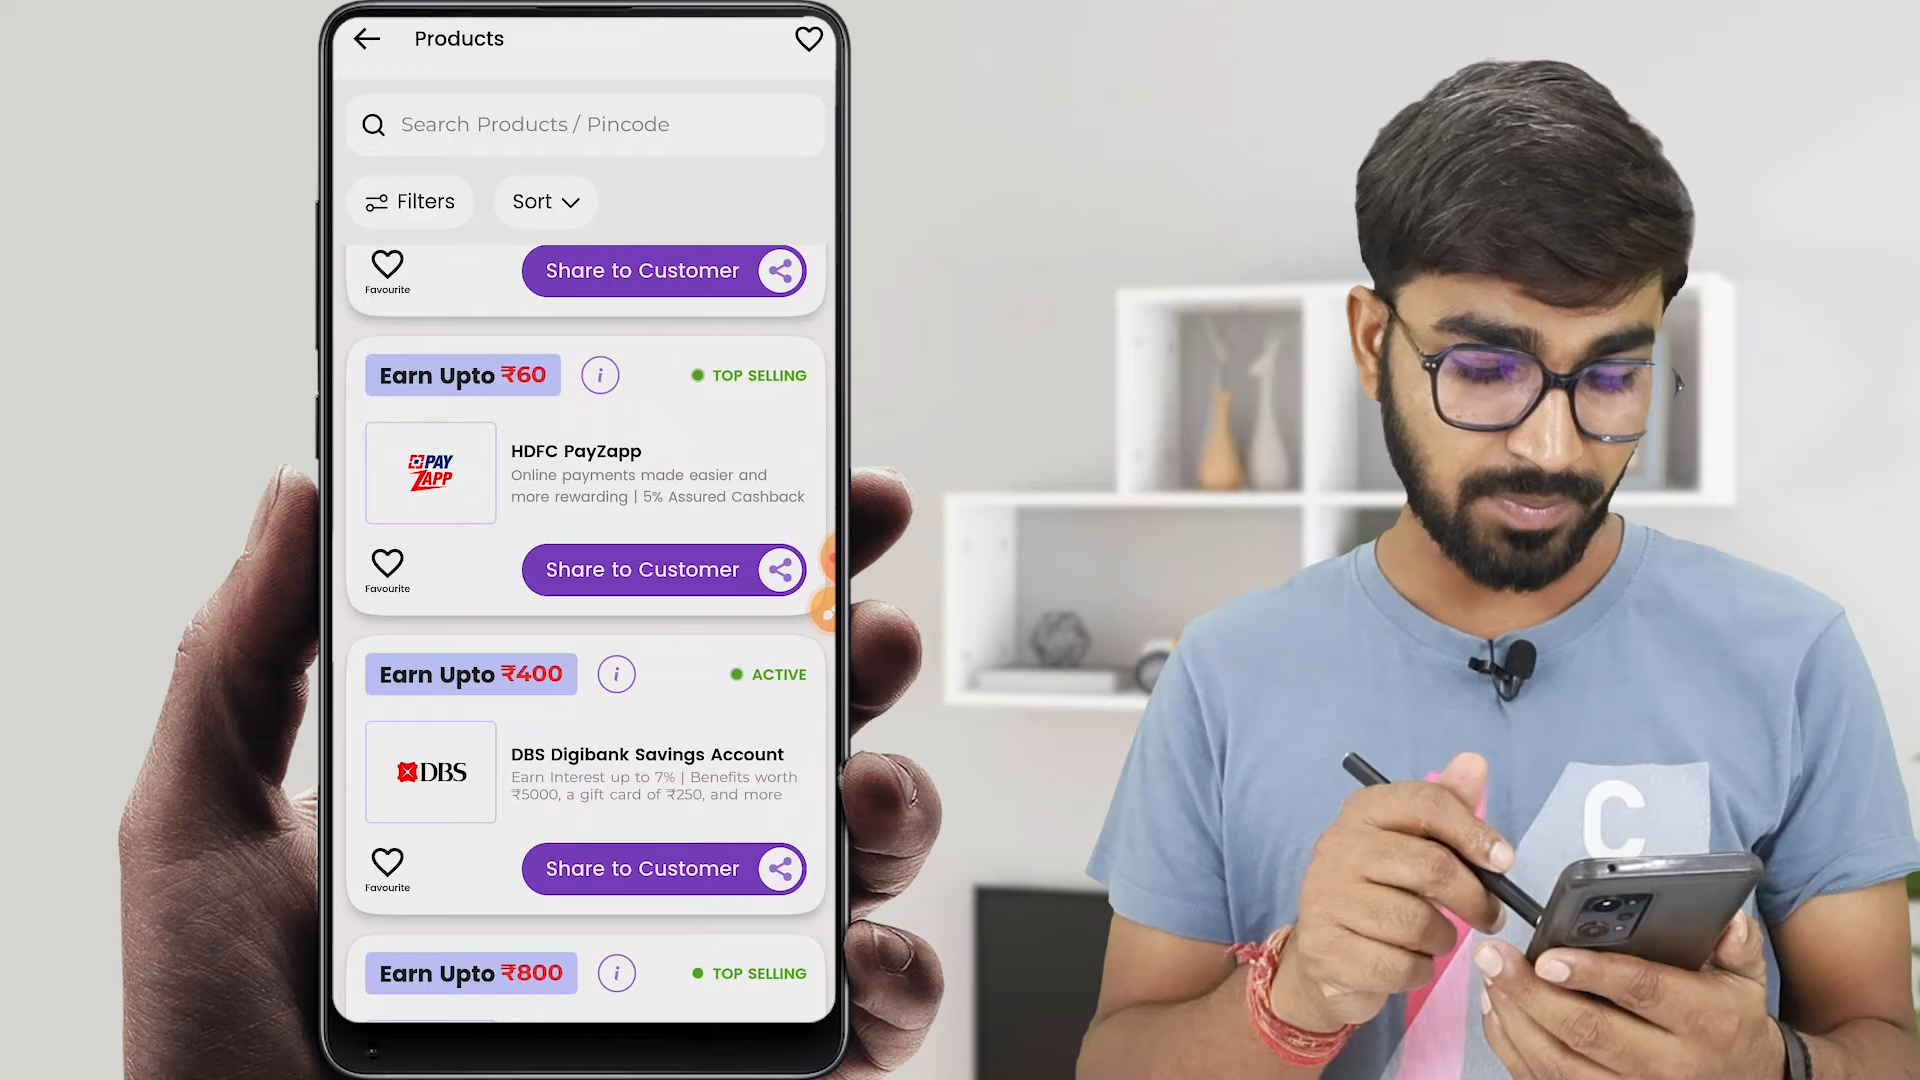 Products
Search Products / Pincode
Filters
Sort
Favourite
Share to Customer
Earn Upto ₹60
i
TOP SELLING
PAY
ZAPP
HDFC PayZapp
Online payments made easier and
more rewarding | 5% Assured Cashback
Favourite
Share to Customer
Earn Upto ₹400
i
ACTIVE
DBS
DBS Digibank Savings Account
Earn Interest up to 7% | Benefits worth
₹5000, a gift card of ₹250, and more
Favourite
Share to Customer
Earn Upto ₹800
i
TOP SELLING
C